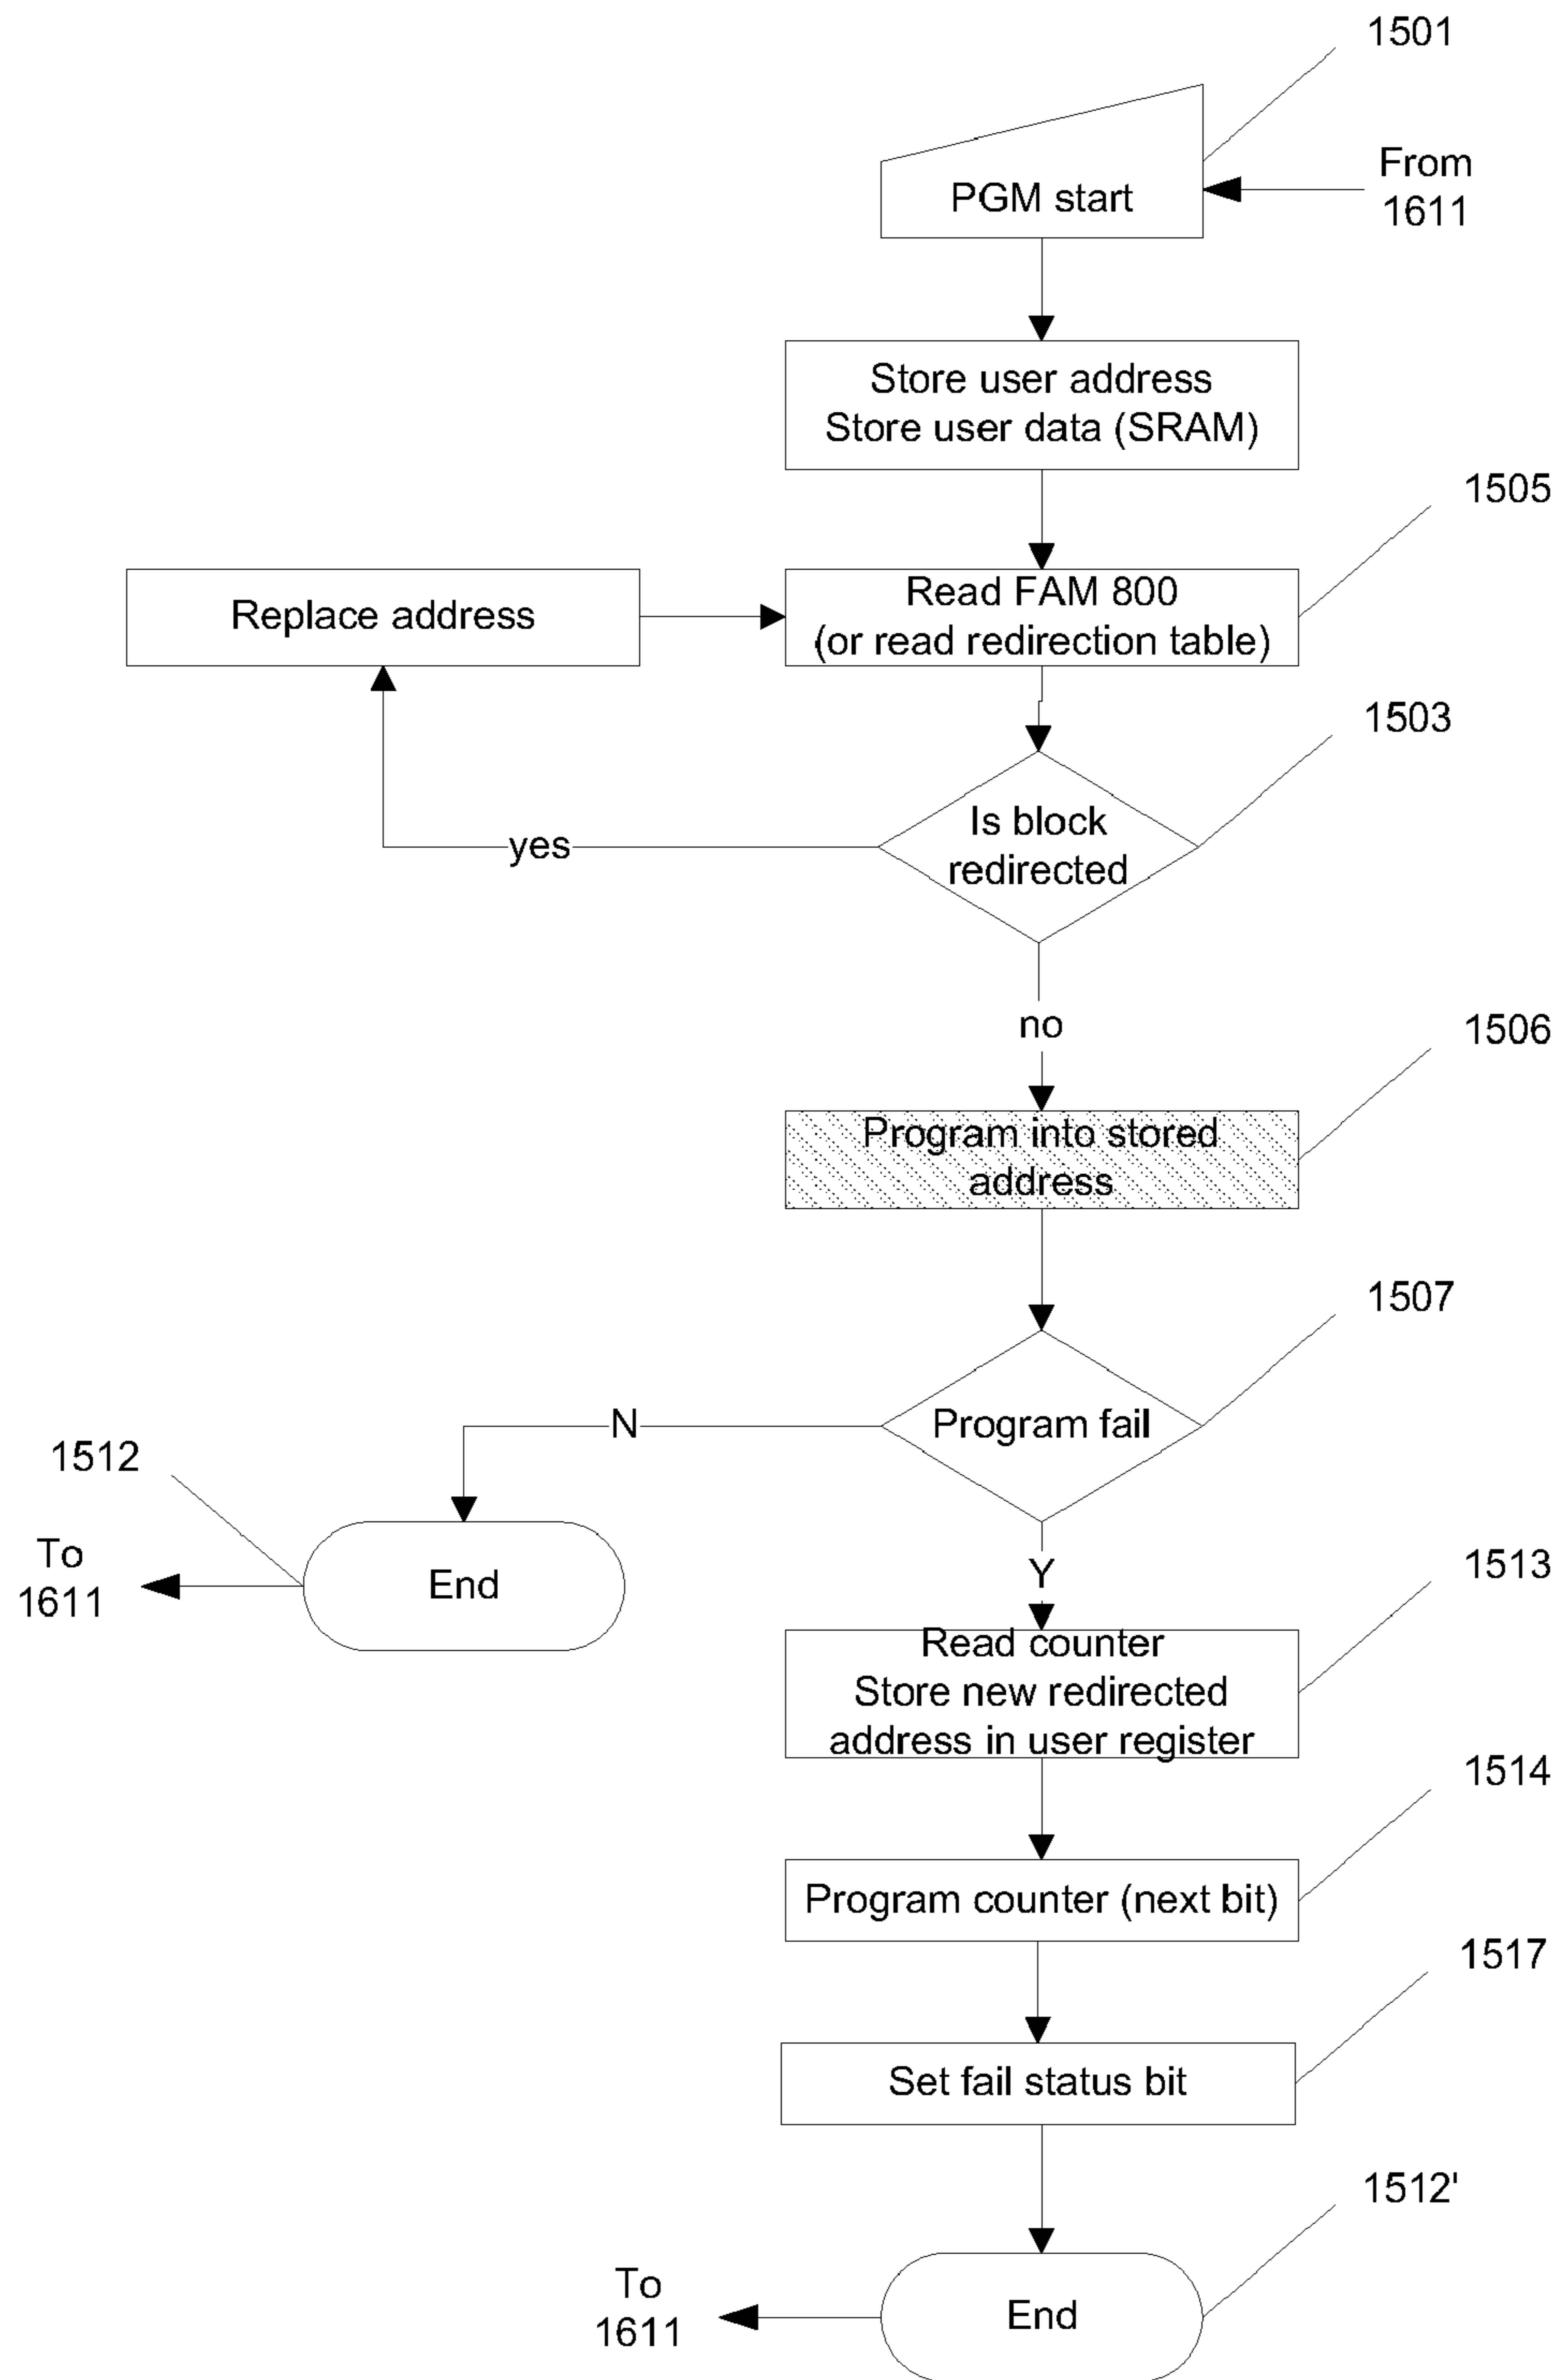 1501
From
1611
PGM start
Store user address
Store user data (SRAM)
1505
Replace address
Read FAM 800
(or read redirection table)
1503
Is block
redirected
yes
no
1506
Program into stored
address
1507
Program fail
N
1512
To
1611
End
Y
1513
Read counter
Store new redirected
address in user register
1514
Program counter (next bit)
1517
Set fail status bit
1512'
To
1611
End